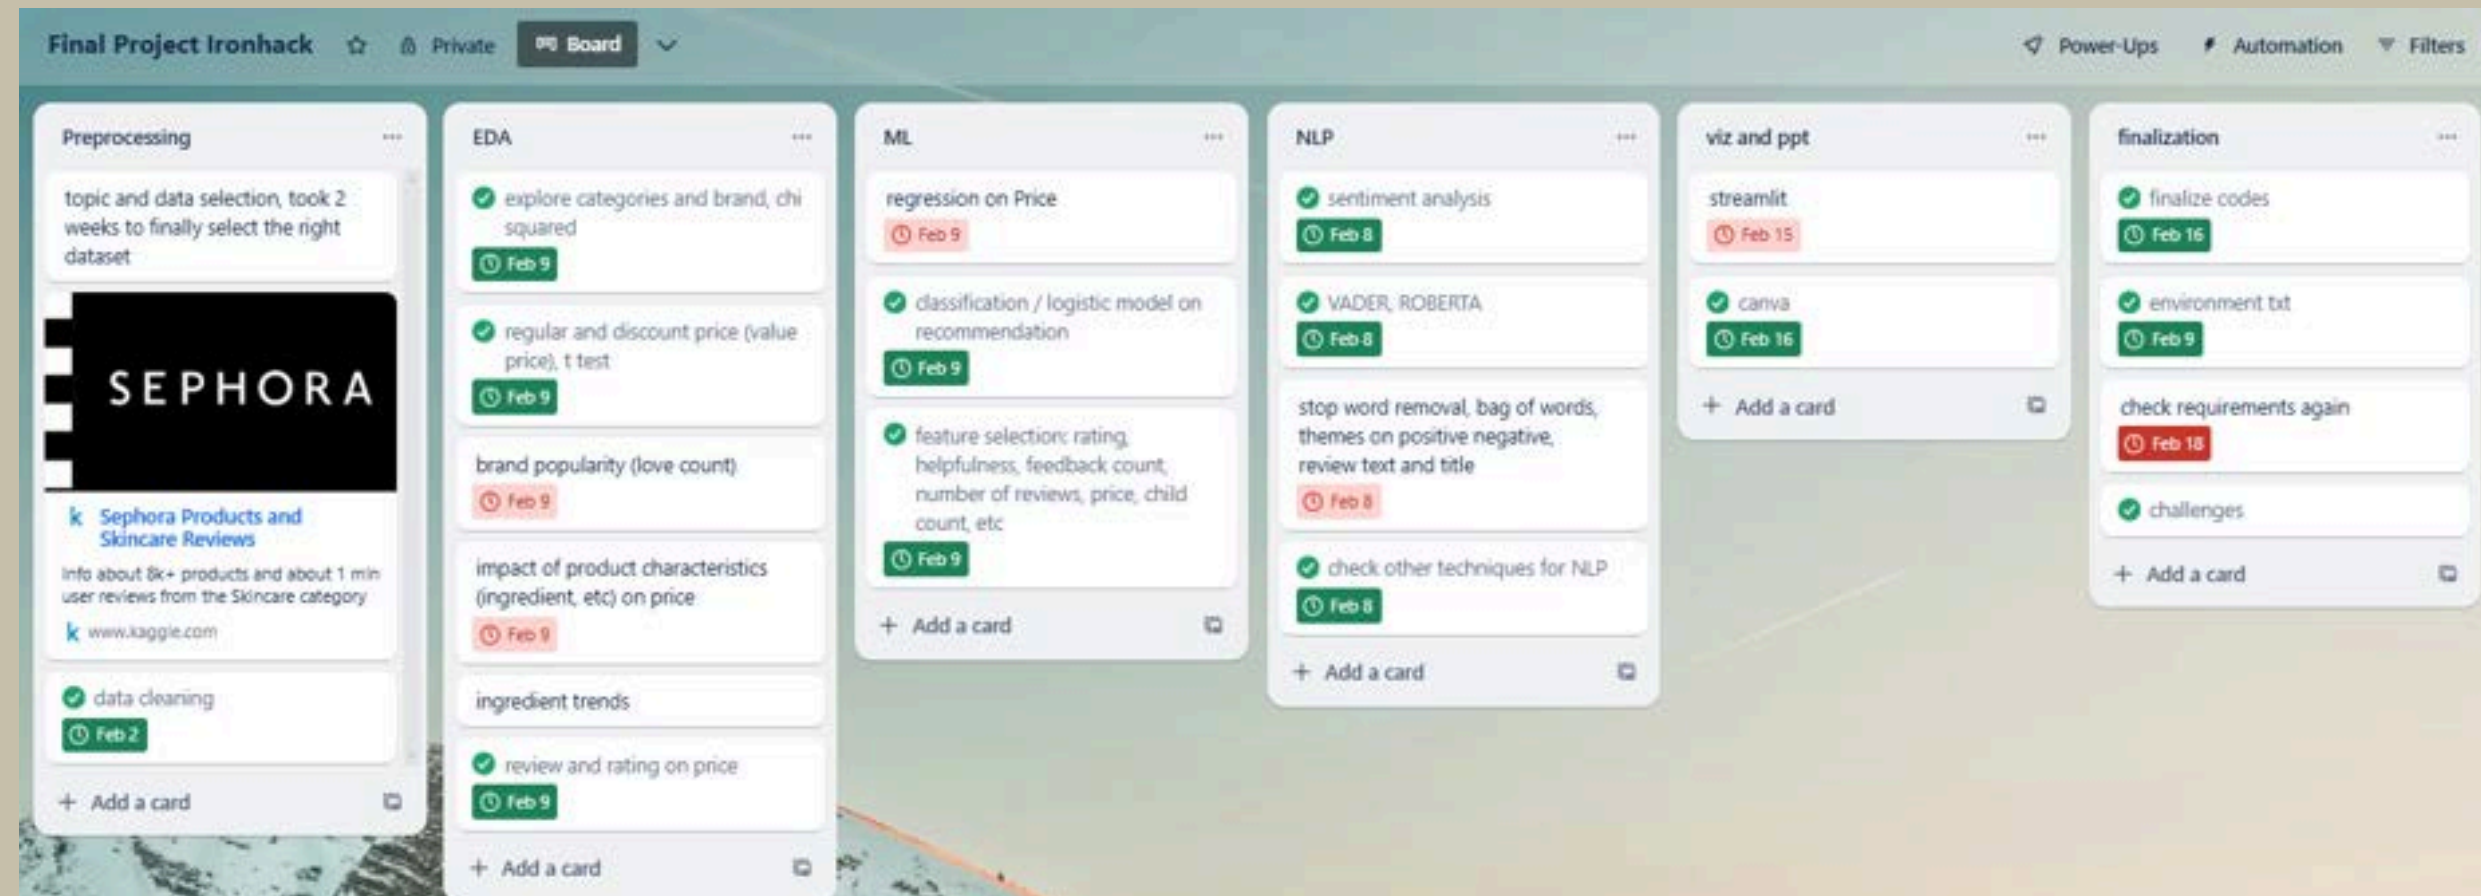 Final Project Ironhack
Private
Board
Power-Ups
Automation
Filters
Preprocessing
topic and data selection, took 2
weeks to finally select the right
dataset
SEPHORA
k Sephora Products and
Skincare Reviews
Info about 8k+ products and about 1 mln
user reviews from the Skincare category
k www.kaggle.com
data cleaning
Feb 2
+ Add a card
EDA
explore categories and brand, chi
squared
Feb 9
regular and discount price (value
price), t test
Feb 9
brand popularity (love count)
Feb 9
impact of product characteristics
(ingredient, etc) on price
Feb 9
ingredient trends
review and rating on price
Feb 9
+ Add a card
ML
regression on Price
Feb 9
classification / logistic model on
recommendation
Feb 9
feature selection: rating,
helpfulness, feedback count,
number of reviews, price, child
count, etc
Feb 9
+ Add a card
NLP
sentiment analysis
Feb 8
VADER, ROBERTA
Feb 8
stop word removal, bag of words,
themes on positive negative,
review text and title
Feb 8
check other techniques for NLP
Feb 8
+ Add a card
viz and ppt
streamlit
Feb 15
canva
Feb 16
+ Add a card
finalization
finalize codes
Feb 16
environment txt
Feb 9
check requirements again
Feb 18
challenges
+ Add a card